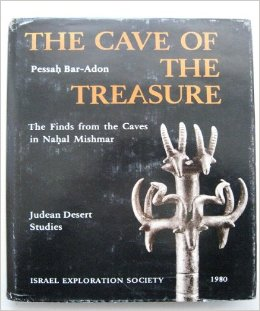 THE CAVE OF
Pessaḥ Bar-Adon THE
TREASURE
The Finds from the Caves
in Naḥal Mishmar
Judean Desert
Studies
ISRAEL EXPLORATION SOCIETY 1980